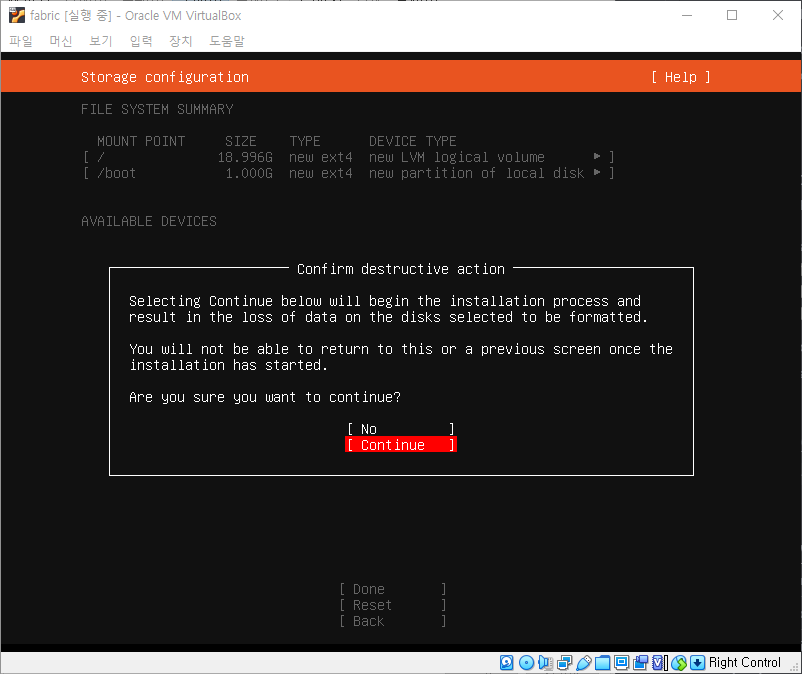 fabric [실행 중] - Oracle VM VirtualBox
파일 머신 보기 입력 장치 도움말
Storage configuration [ Help ]
FILE SYSTEM SUMMARY
MOUNT POINT SIZE TYPE DEVICE TYPE
[ / 18.996G new ext4 new LVM logical volume ▸ ]
[ /boot 1.000G new ext4 new partition of local disk ▸ ]
AVAILABLE DEVICES
Confirm destructive action
Selecting Continue below will begin the installation process and
result in the loss of data on the disks selected to be formatted.
You will not be able to return to this or a previous screen once the
installation has started.
Are you sure you want to continue?
[ No ]
[ Continue ]
[ Done ]
[ Reset ]
[ Back ]
Right Control